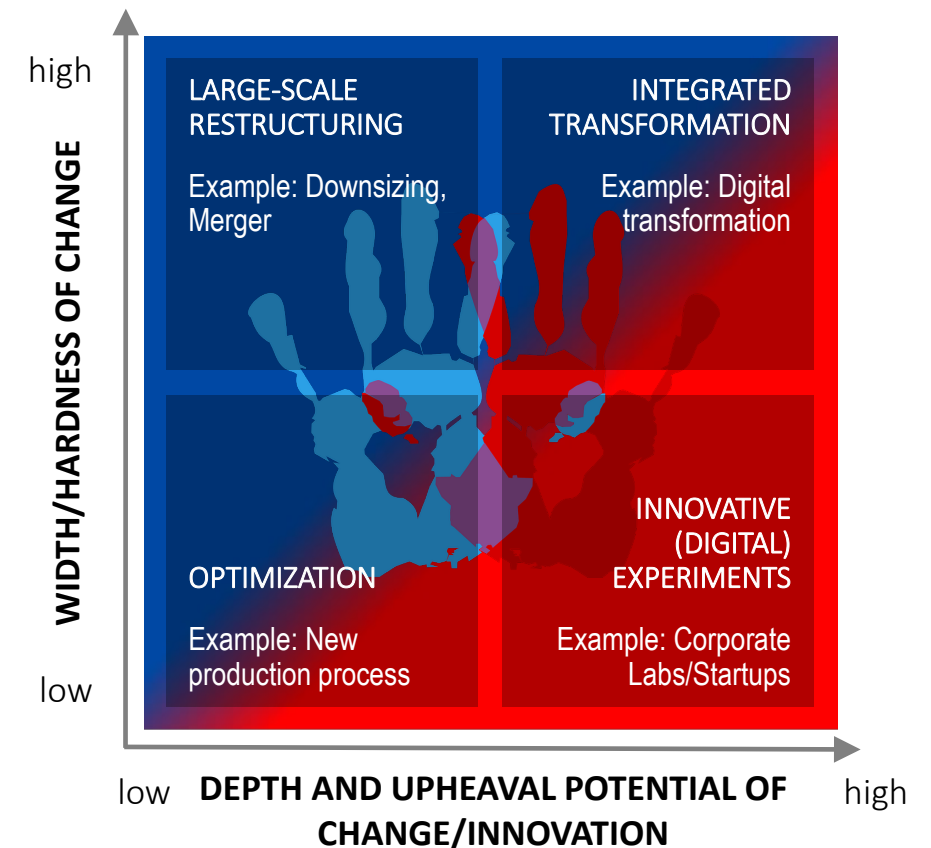 high
WIDTH/HARDNESS OF CHANGE
low
LARGE-SCALE
RESTRUCTURING
Example: Downsizing,
Merger
INTEGRATED
TRANSFORMATION
Example: Digital
transformation
OPTIMIZATION
Example: New
production process
INNOVATIVE
(DIGITAL)
EXPERIMENTS
Example: Corporate
Labs/Startups
low
DEPTH AND UPHEAVAL POTENTIAL OF
CHANGE/INNOVATION
high